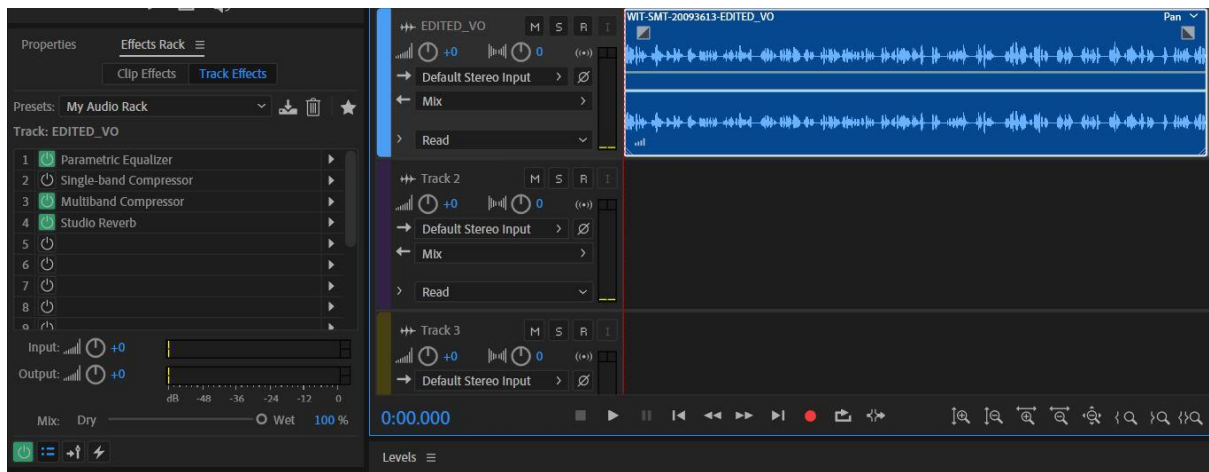 Properties
Effects Rack
Clip Effects
Track Effects
Presets: My Audio Rack
Track: EDITED_VO
1 Parametric Equalizer
2 Single-band Compressor
3 Multiband Compressor
4 Studio Reverb
5
6
7
8
9
Input: +0
Output: +0
dB -48 -36 -24 -12 0
Mix: Dry Wet 100 %
EDITED_VO M S R I
+0 0
Default Stereo Input
Mix
Read
Track 2 M S R I
+0 0
Default Stereo Input
Mix
Read
Track 3 M S R I
+0 0
Default Stereo Input
WIT-SMT-20093613-EDITED_VO Pan
0:00.000
Levels